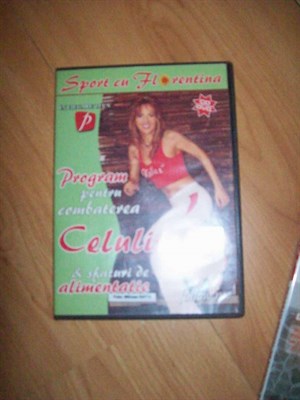 Sport cu Florentina
P
Program
pentru
combaterea
Celuli
& sfaturi de
alimentatie